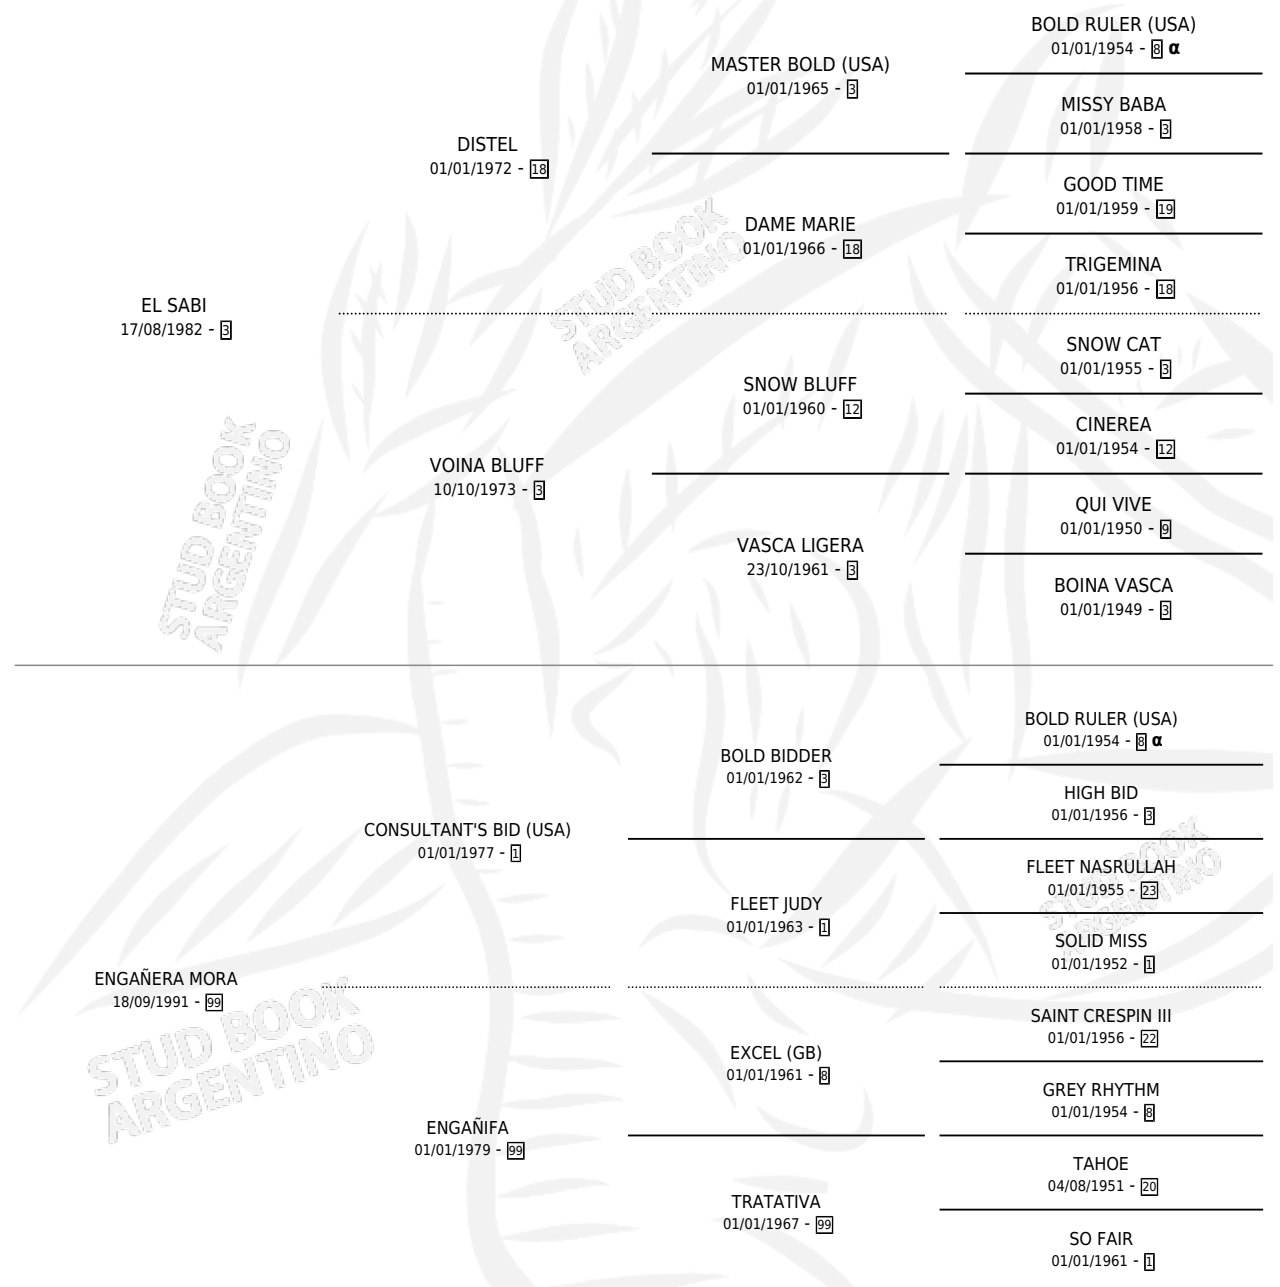 BOLD RULER (USA)
01/01/1954 - 8 α
MASTER BOLD (USA)
01/01/1965 - 3
MISSY BABA
01/01/1958 - 3
DISTEL
01/01/1972 - 18
GOOD TIME
01/01/1959 - 19
DAME MARIE
01/01/1966 - 18
TRIGEMINA
01/01/1956 - 18
EL SABI
17/08/1982 - 3
SNOW CAT
01/01/1955 - 3
SNOW BLUFF
01/01/1960 - 12
CINEREA
01/01/1954 - 12
VOINA BLUFF
10/10/1973 - 3
QUI VIVE
01/01/1950 - 9
VASCA LIGERA
23/10/1961 - 3
BOINA VASCA
01/01/1949 - 3
BOLD RULER (USA)
01/01/1954 - 8 α
BOLD BIDDER
01/01/1962 - 3
HIGH BID
01/01/1956 - 3
CONSULTANT'S BID (USA)
01/01/1977 - 1
FLEET NASRULLAH
01/01/1955 - 23
FLEET JUDY
01/01/1963 - 1
SOLID MISS
01/01/1952 - 1
ENGAÑERA MORA
18/09/1991 - 99
SAINT CRESPIN III
01/01/1956 - 22
EXCEL (GB)
01/01/1961 - 8
GREY RHYTHM
01/01/1954 - 8
ENGAÑIFA
01/01/1979 - 99
TAHOE
04/08/1951 - 20
TRATATIVA
01/01/1967 - 99
SO FAIR
01/01/1961 - 1
STUD BOOK
ARGENTINO
STUD BOOK
ARGENTINO
STUD BOOK
ARGENTINO
STUD BOOK
ARGENTINO